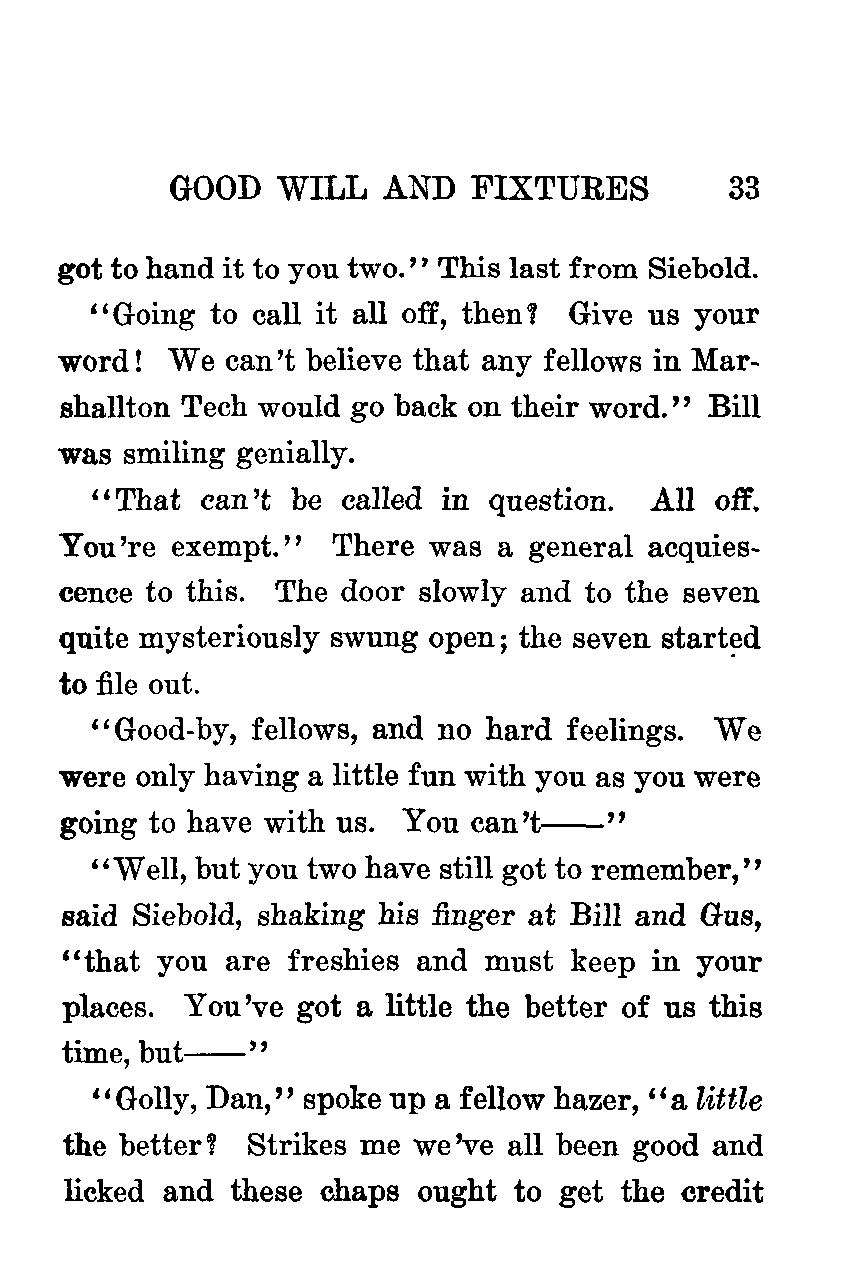 GOOD WILL AND FIXTURES 33
got to hand it to you two." This last from Siebold.
"Going to call it all off, then? Give us your
word! We can't believe that any fellows in Mar-
shallton Tech would go back on their word." Bill
was smiling genially.
"That can't be called in question. All off.
You're exempt." There was a general acquies-
cence to this. The door slowly and to the seven
quite mysteriously swung open; the seven started
to file out.
"Good-by, fellows, and no hard feelings. We
were only having a little fun with you as you were
going to have with us. You can't——"
"Well, but you two have still got to remember,"
said Siebold, shaking his finger at Bill and Gus,
"that you are freshies and must keep in your
places. You've got a little the better of us this
time, but——"
"Golly, Dan," spoke up a fellow hazer, "a little
the better? Strikes me we've all been good and
licked and these chaps ought to get the credit